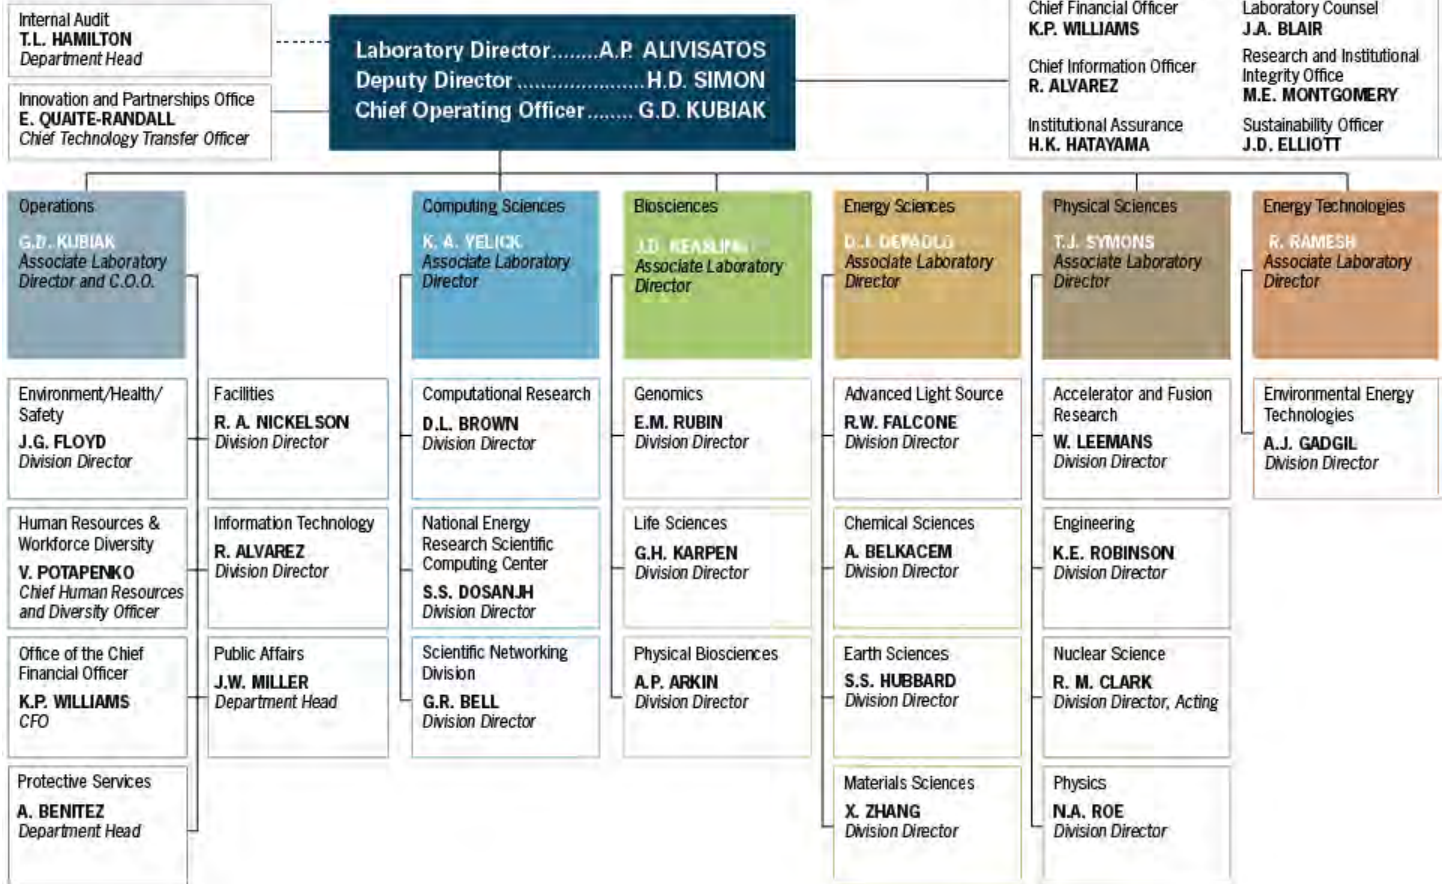 Internal Audit
T.L. HAMILTON
Department Head
Innovation and Partnerships Office
E. QUAITE-RANDALL
Chief Technology Transfer Officer
Laboratory Director........A.P. ALIVISATOS
Deputy Director ......................H.D. SIMON
Chief Operating Officer........ G.D. KUBIAK
Chief Financial Officer
K.P. WILLIAMS
Chief Information Officer
R. ALVAREZ
Institutional Assurance
H.K. HATAYAMA
Laboratory Counsel
J.A. BLAIR
Research and Institutional
Integrity Office
M.E. MONTGOMERY
Sustainability Officer
J.D. ELLIOTT
Operations
G.D. KUBIAK
Associate Laboratory
Director and C.O.O.
Environment/Health/
Safety
J.G. FLOYD
Division Director
Human Resources &
Workforce Diversity
V. POTAPENKO
Chief Human Resources
and Diversity Officer
Office of the Chief
Financial Officer
K.P. WILLIAMS
CFO
Protective Services
A. BENITEZ
Department Head
Facilities
R. A. NICKELSON
Division Director
Information Technology
R. ALVAREZ
Division Director
Public Affairs
J.W. MILLER
Department Head
Computing Sciences
K. A. YELICK
Associate Laboratory
Director
Computational Research
D.L. BROWN
Division Director
National Energy
Research Scientific
Computing Center
S.S. DOSANJH
Division Director
Scientific Networking
Division
G.R. BELL
Division Director
Biosciences
J.D. KEASLING
Associate Laboratory
Director
Genomics
E.M. RUBIN
Division Director
Life Sciences
G.H. KARPEN
Division Director
Physical Biosciences
A.P. ARKIN
Division Director
Energy Sciences
D.J. DEPAOLO
Associate Laboratory
Director
Advanced Light Source
R.W. FALCONE
Division Director
Chemical Sciences
A. BELKACEM
Division Director
Earth Sciences
S.S. HUBBARD
Division Director
Materials Sciences
X. ZHANG
Division Director
Physical Sciences
T.J. SYMONS
Associate Laboratory
Director
Accelerator and Fusion
Research
W. LEEMANS
Division Director
Engineering
K.E. ROBINSON
Division Director
Nuclear Science
R. M. CLARK
Division Director, Acting
Physics
N.A. ROE
Division Director
Energy Technologies
R. RAMESH
Associate Laboratory
Director
Environmental Energy
Technologies
A.J. GADGIL
Division Director